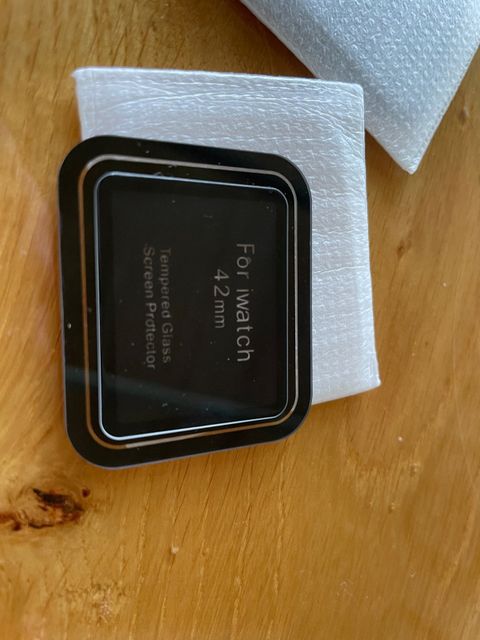 For iwatch
42mm
Tempered Glass
Screen Protector